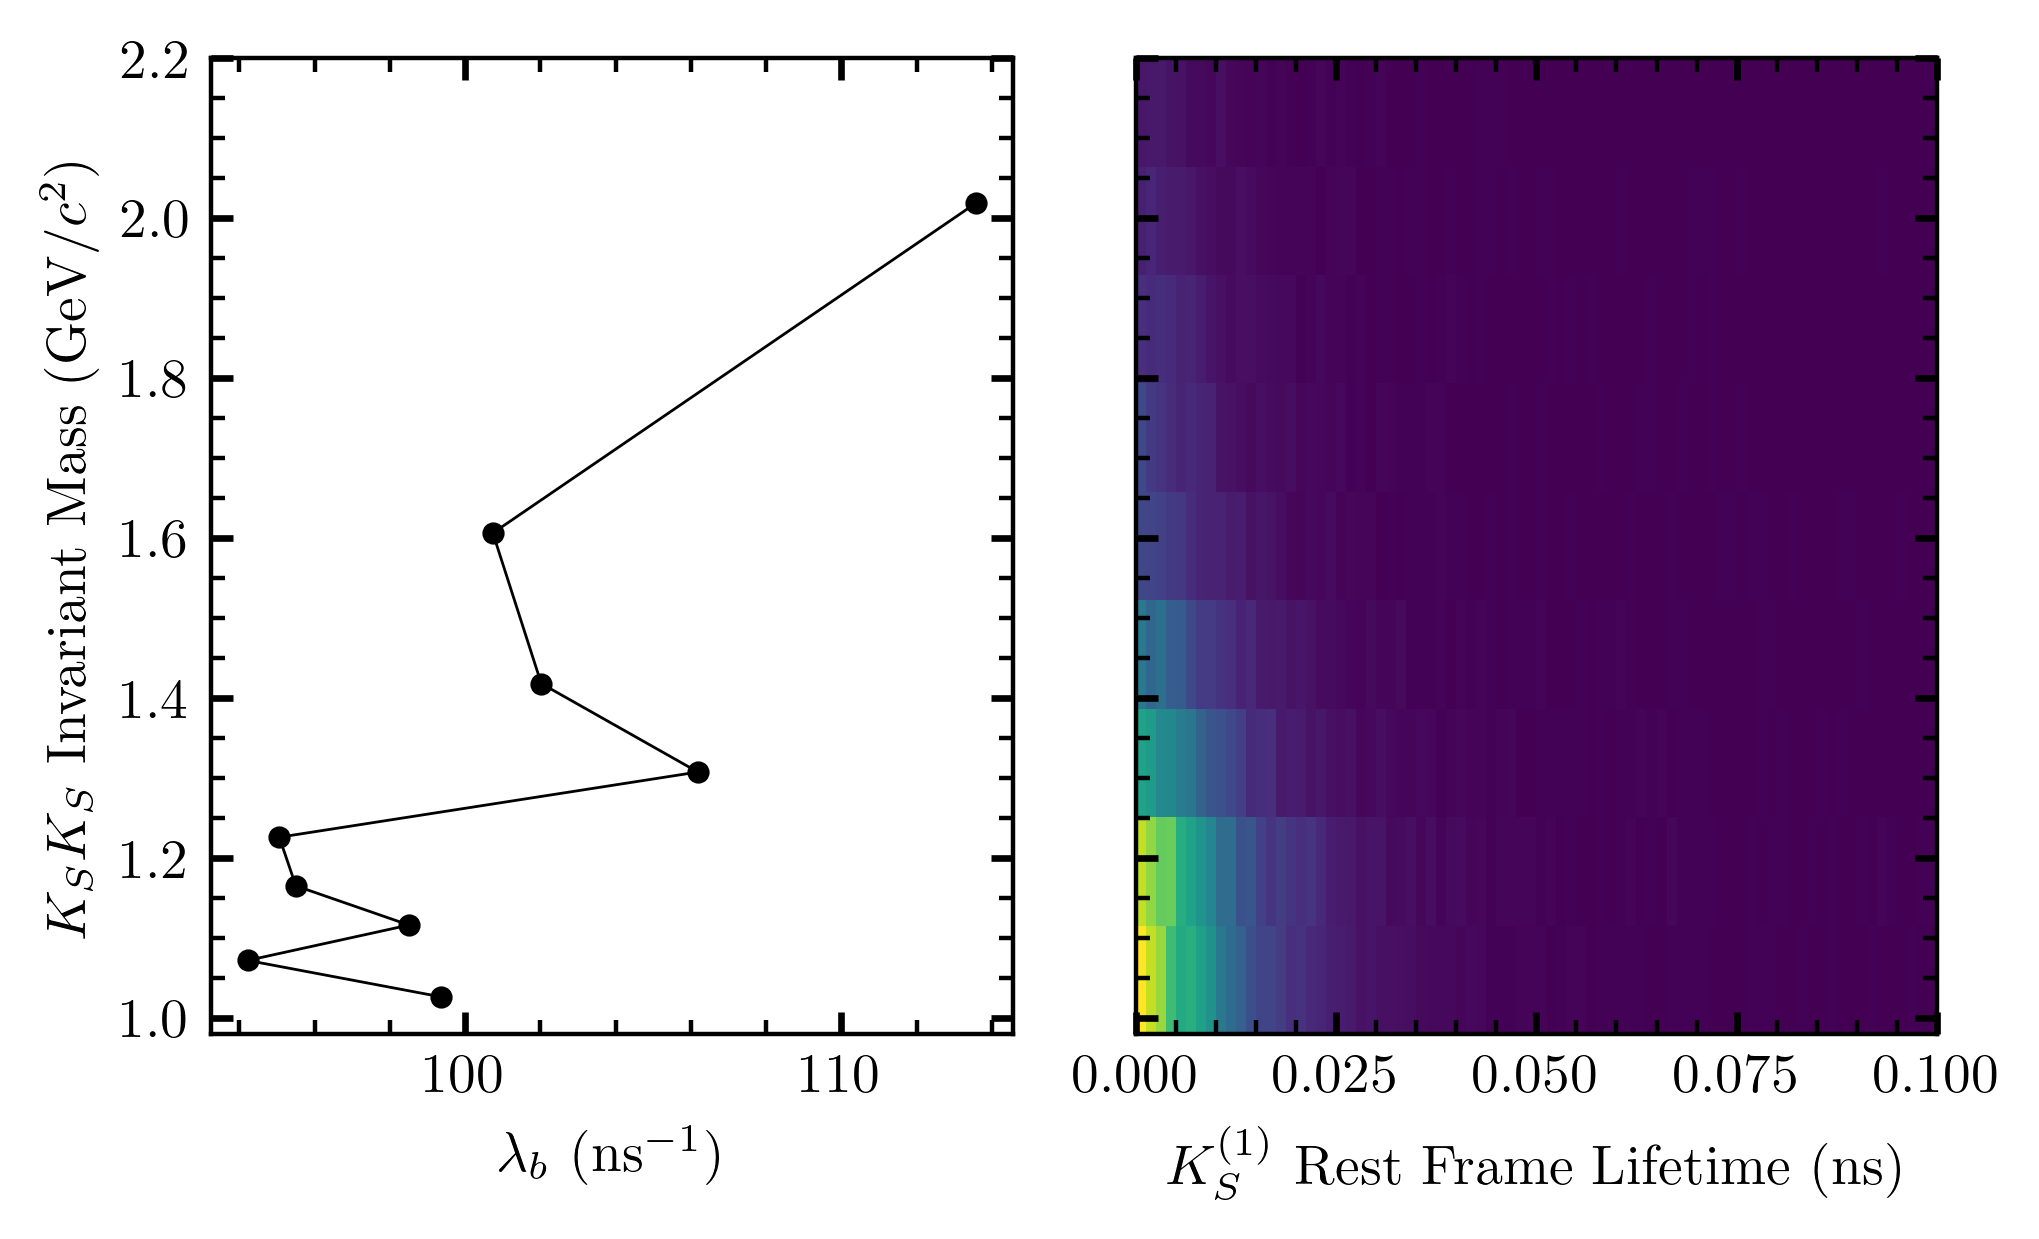 2.2
2.0
1.8
1.6
1.4
1.2
1.0
K_S K_S Invariant Mass (GeV/c²)
100 110
λ_b (ns⁻¹)
0.000 0.025 0.050 0.075 0.100
K_S^(1) Rest Frame Lifetime (ns)